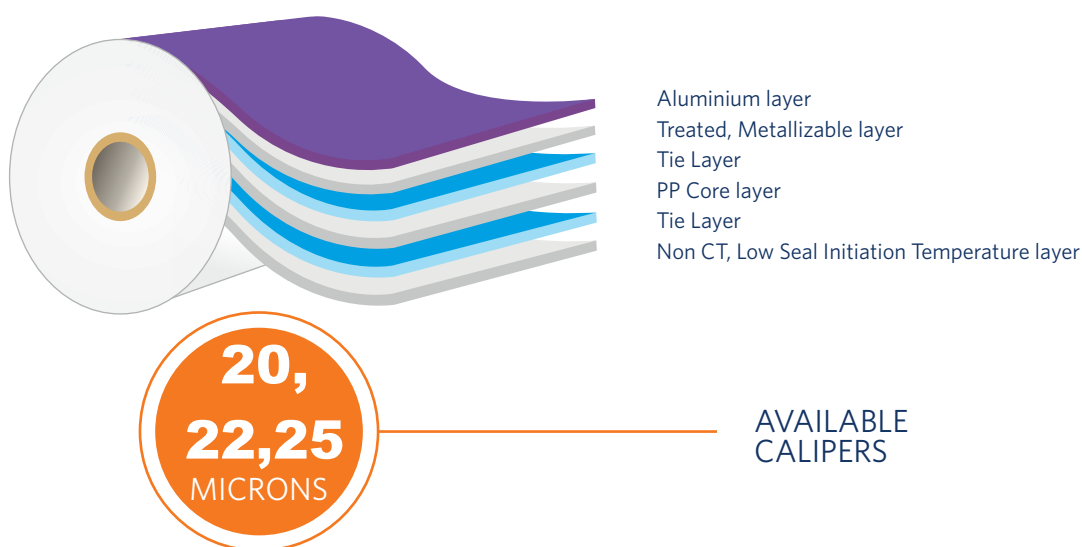 Aluminium layer
Treated, Metallizable layer
Tie Layer
PP Core layer
Tie Layer
Non CT, Low Seal Initiation Temperature layer
20,
22,25
MICRONS
AVAILABLE
CALIPERS